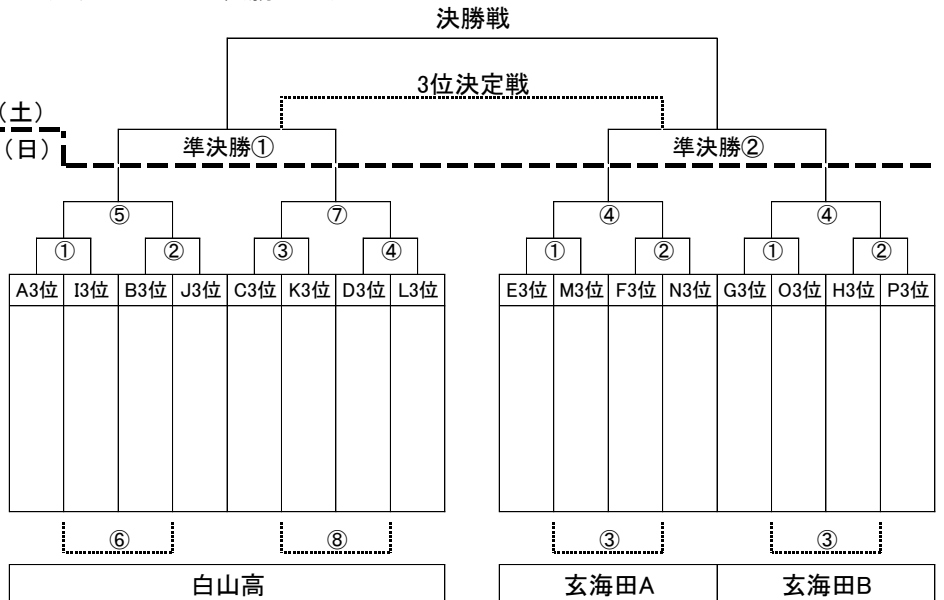 決勝戦
3位決定戦
(土)
(日)
準決勝① 準決勝②
⑤ ⑦ ④ ④
① ② ③ ④ ① ② ① ②
A3位 I3位 B3位 J3位 C3位 K3位 D3位 L3位 E3位 M3位 F3位 N3位 G3位 O3位 H3位 P3位
⑥ ⑧ ③ ③
白山高 玄海田A 玄海田B